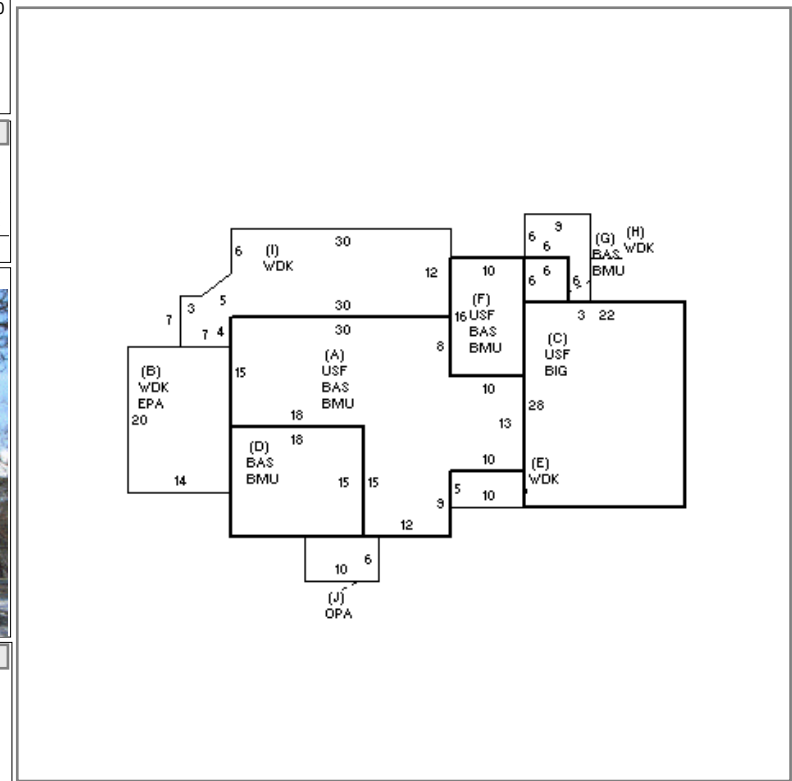 9
6
6
(G)
(H)
WDK
BAS
BMU
30
6
(I)
WDK
12
10
6
6
6
5
3
7
7
4
30
30
(F)
16
USF
BAS
BMU
3
22
8
(A)
USF
BAS
BMU
(C)
USF
BIG
(B)
WDK
EPA
20
14
15
18
18
10
28
13
(D)
BAS
BMU
15
15
10
(E)
WDK
5
10
9
12
10
6
(J)
OPA